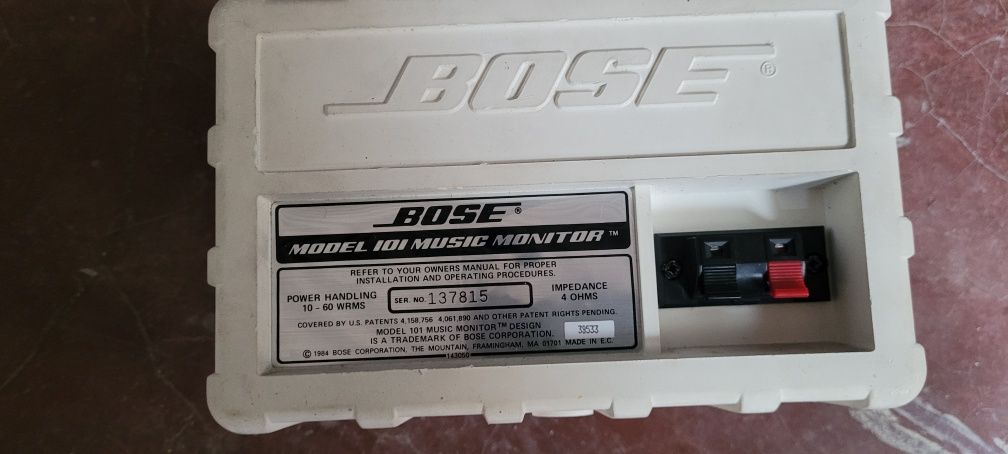 BOSE®
BOSE®
MODEL 101 MUSIC MONITOR™
REFER TO YOUR OWNERS MANUAL FOR PROPER
INSTALLATION AND OPERATING PROCEDURES.
POWER HANDLING
10 - 60 WRMS
SER. NO. 137815
IMPEDANCE
4 OHMS
COVERED BY U.S. PATENTS 4,158,756 4,061,890 AND OTHER PATENT RIGHTS PENDING.
MODEL 101 MUSIC MONITOR™ DESIGN
IS A TRADEMARK OF BOSE CORPORATION.
39533
© 1984 BOSE CORPORATION, THE MOUNTAIN, FRAMINGHAM, MA 01701 MADE IN E.C.
143050